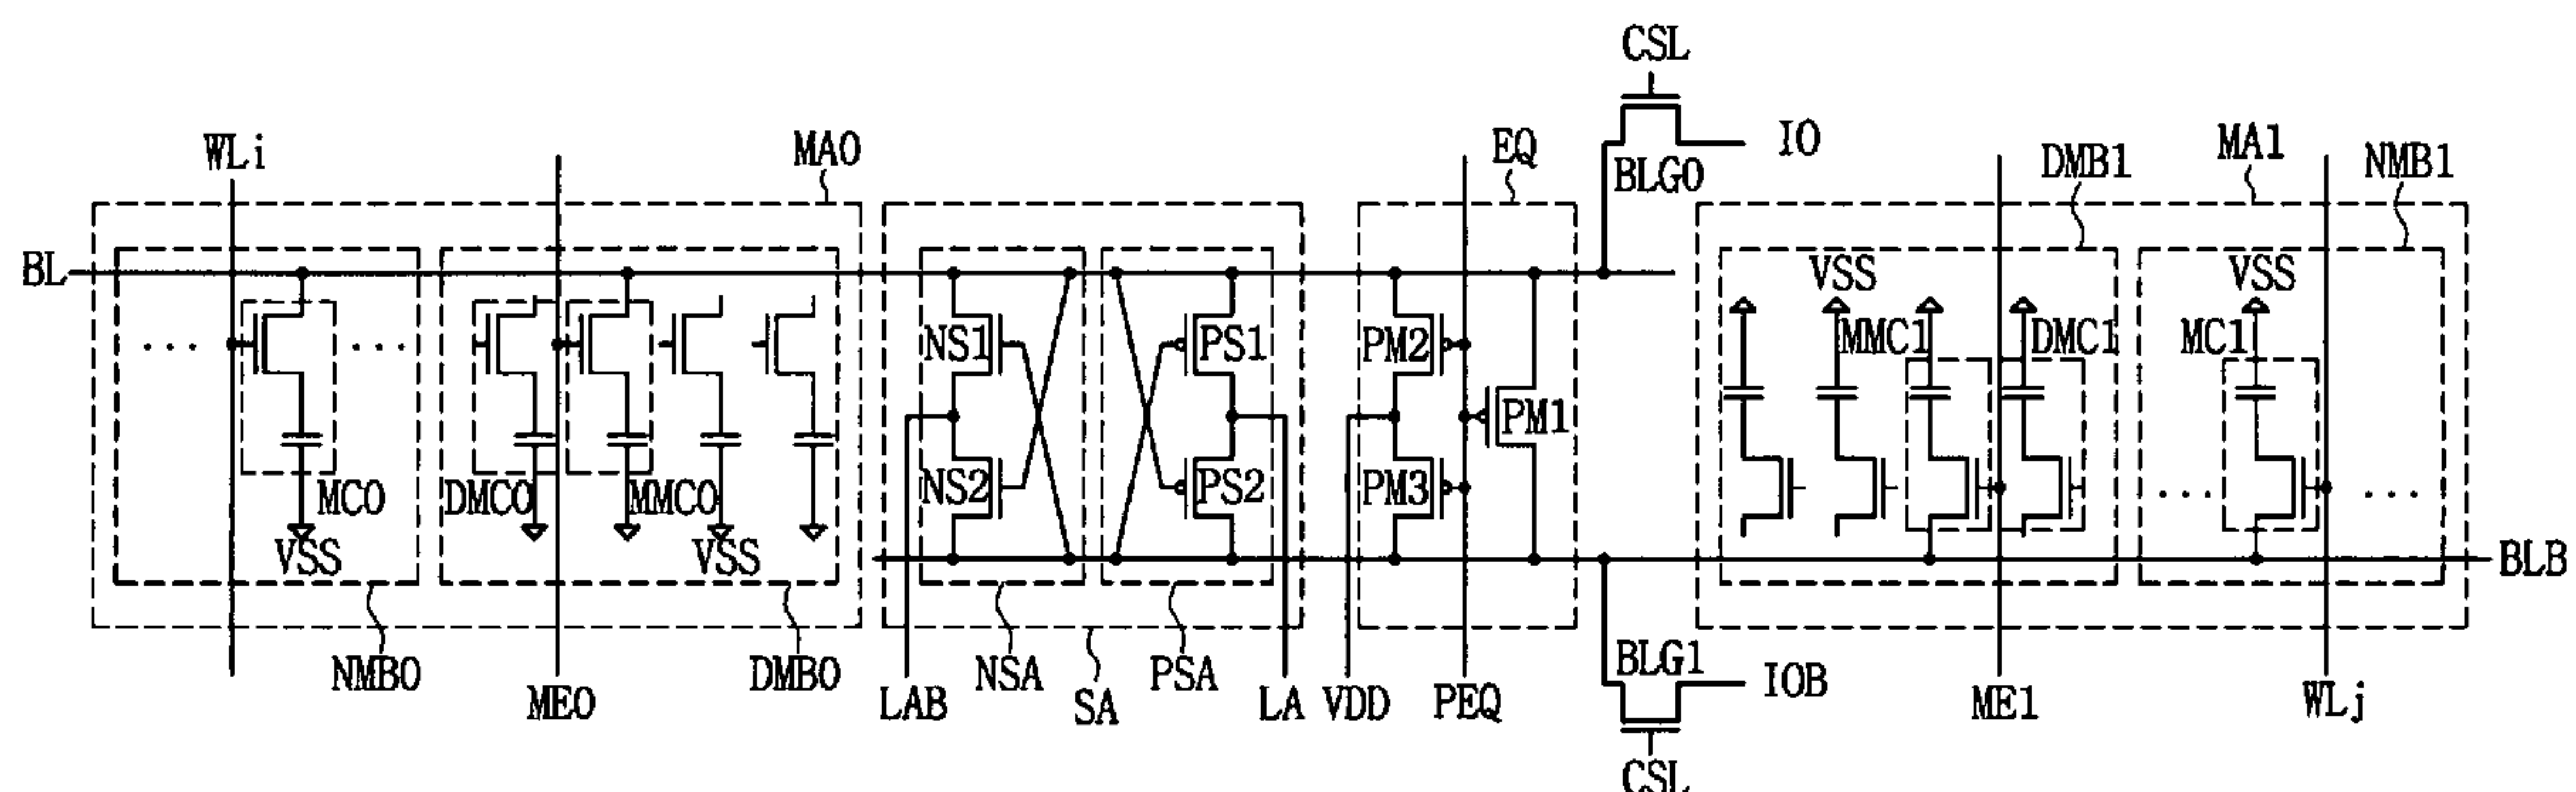 CSL
WLi
MA0
EQ
IO
BLG0
DMB1
MA1
NMB1
BL
VSS
VSS
NS1
PS1
PM2
MMC1
DMC1
MC1
...
...
PM1
MC0
DMC0
MMC0
NS2
PS2
PM3
...
...
VSS
VSS
BLB
NMB0
ME0
DMB0
LAB
NSA
SA
PSA
LA
VDD
PEQ
BLG1
IOB
ME1
WLj
CSL